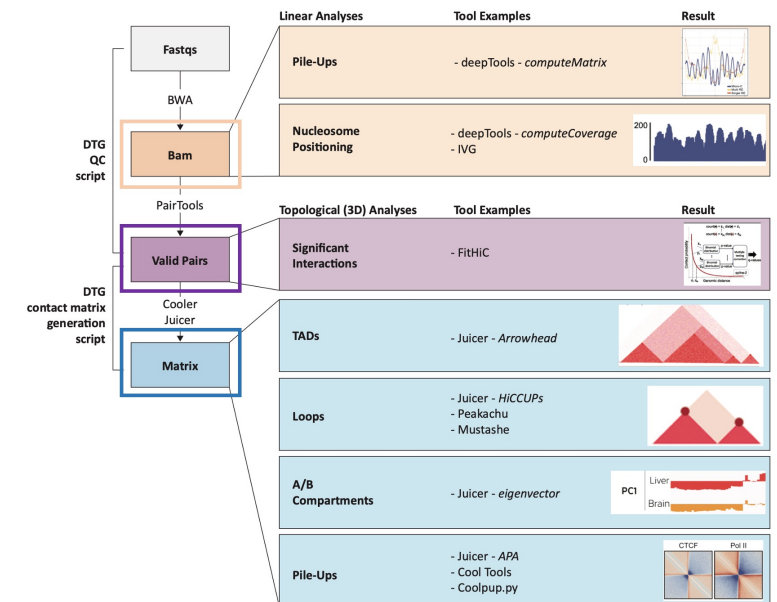 Linear Analyses Tool Examples Result
Fastqs
BWA
Bam
PairTools
Valid Pairs
Cooler
Juicer
Matrix
DTG
QC
script
DTG
contact matrix
generation
script
Pile-Ups
- deepTools - computeMatrix
Nucleosome
Positioning
- deepTools - computeCoverage
- IVG
200
0
Topological (3D) Analyses Tool Examples Result
Significant
Interactions
- FitHiC
Genomic distance
TADs
- Juicer - Arrowhead
Loops
- Juicer - HiCCUPs
- Peakachu
- Mustashe
A/B
Compartments
- Juicer - eigenvector
PC1
Liver
Brain
Pile-Ups
- Juicer - APA
- Cool Tools
- Coolpup.py
CTCF Pol II